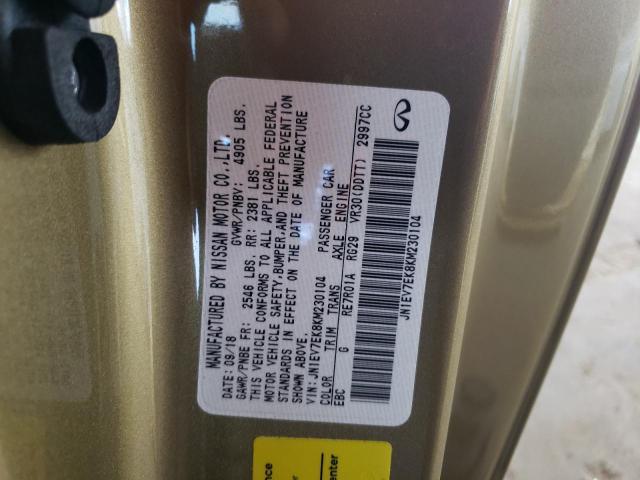 MANUFACTURED BY NISSAN MOTOR CO.,LTD.
DATE: 09/18 GVWR/PNBV: 4905 LBS.
GAWR/PNBE FR: 2546 LBS. RR: 2381 LBS.
THIS VEHICLE CONFORMS TO ALL APPLICABLE FEDERAL
MOTOR VEHICLE SAFETY,BUMPER,AND THEFT PREVENTION
STANDARDS IN EFFECT ON THE DATE OF MANUFACTURE
SHOWN ABOVE.
VIN: JN1EV7EK8KM230104 PASSENGER CAR
COLOR TRIM TRANS AXLE ENGINE
EBC G RE7R01A RG29 VR30(DDTT) 2997CC
JN1EV7EK8KM230104
nce
r
enter